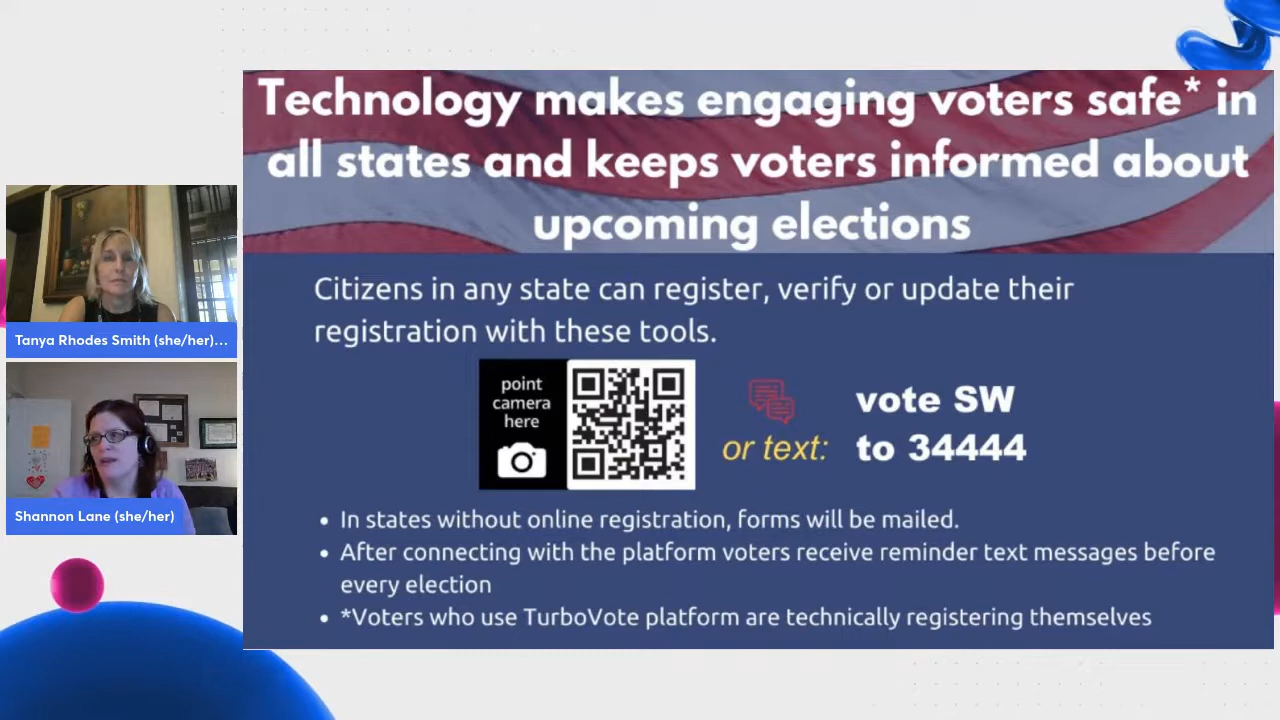 Technology makes engaging voters safe* in
all states and keeps voters informed about
upcoming elections
Citizens in any state can register, verify or update their
registration with these tools.
point
camera
here
or text:
vote SW
to 34444
• In states without online registration, forms will be mailed.
• After connecting with the platform voters receive reminder text messages before
every election
• *Voters who use TurboVote platform are technically registering themselves
Tanya Rhodes Smith (she/her)...
Shannon Lane (she/her)